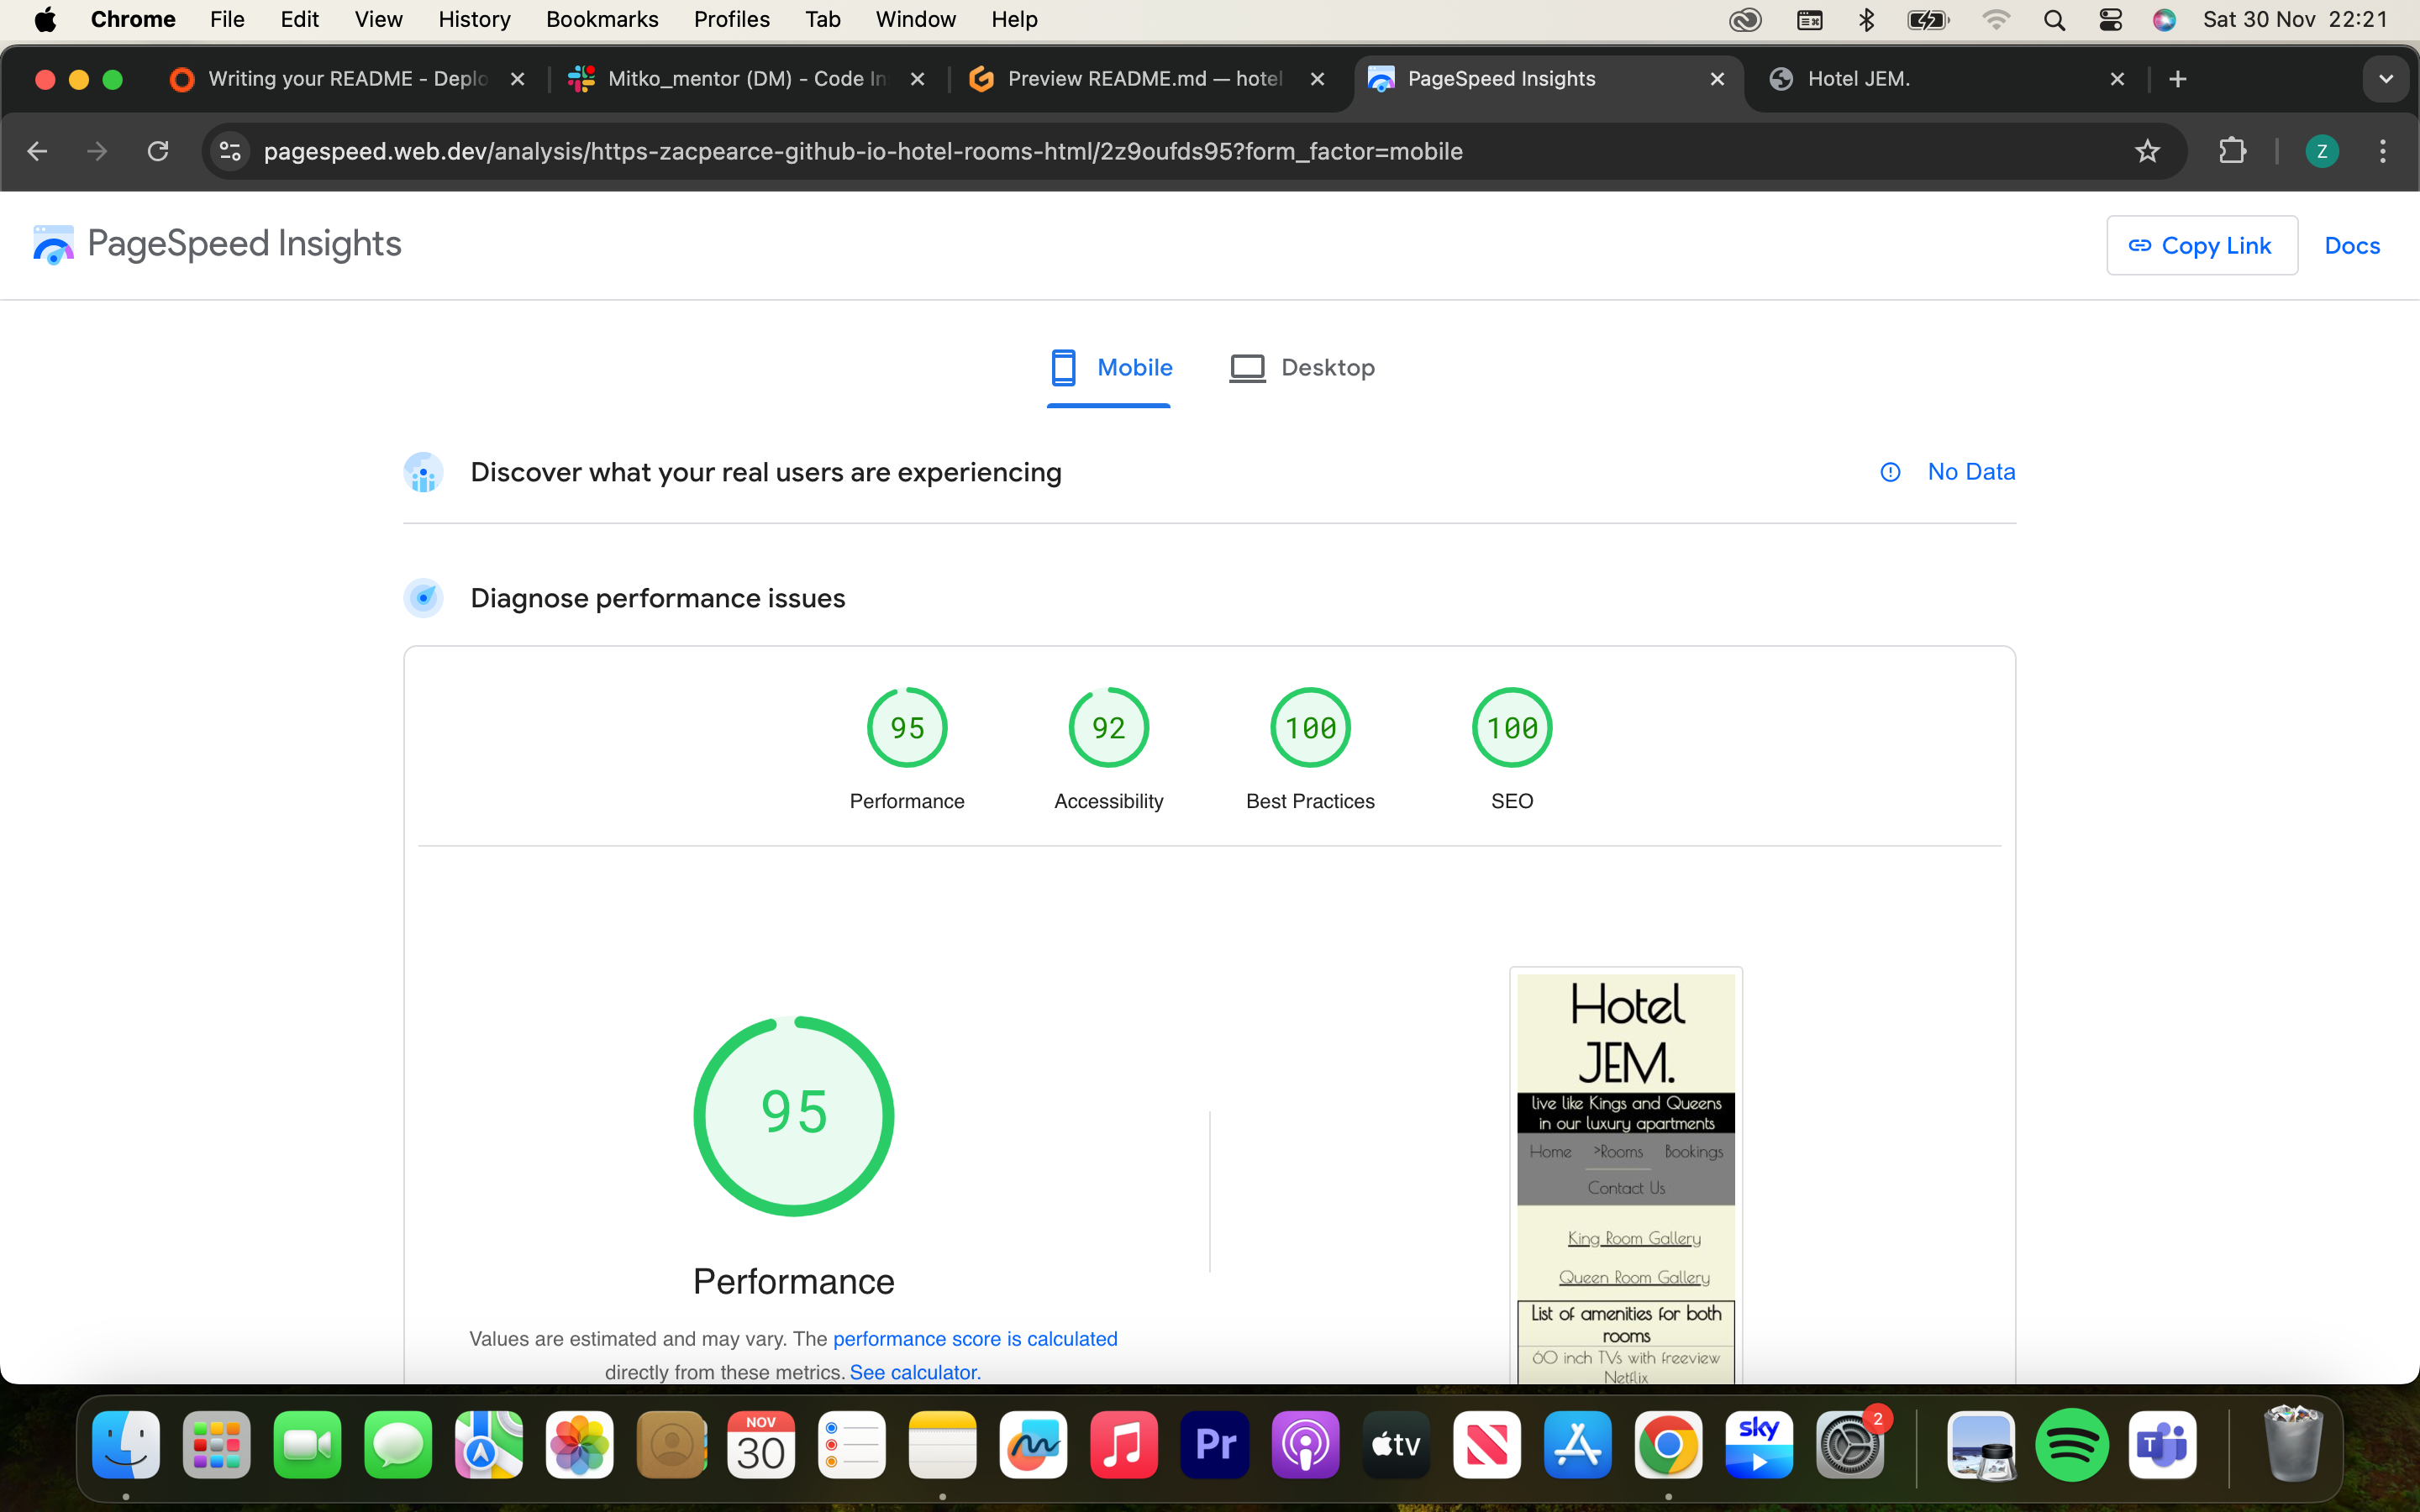 Chrome File Edit View History Bookmarks Profiles Tab Window Help Sat 30 Nov 22:21
Writing your README - Deplo Mitko_mentor (DM) - Code In Preview README.md — hotel PageSpeed Insights Hotel JEM.
pagespeed.web.dev/analysis/https-zacpearce-github-io-hotel-rooms-html/2z9oufds95?form_factor=mobile Z
PageSpeed Insights Copy Link Docs
Mobile Desktop
Discover what your real users are experiencing No Data
Diagnose performance issues
95 92 100 100
Performance Accessibility Best Practices SEO
95
Performance
Values are estimated and may vary. The performance score is calculated
directly from these metrics. See calculator.
Hotel
JEM.
live like Kings and Queens
in our luxury apartments
Home >Rooms Bookings
Contact Us
King Room Gallery
Queen Room Gallery
List of amenities for both
rooms
60 inch TVs with freeview
Netflix
NOV
30
Pr
tv
sky
2
T